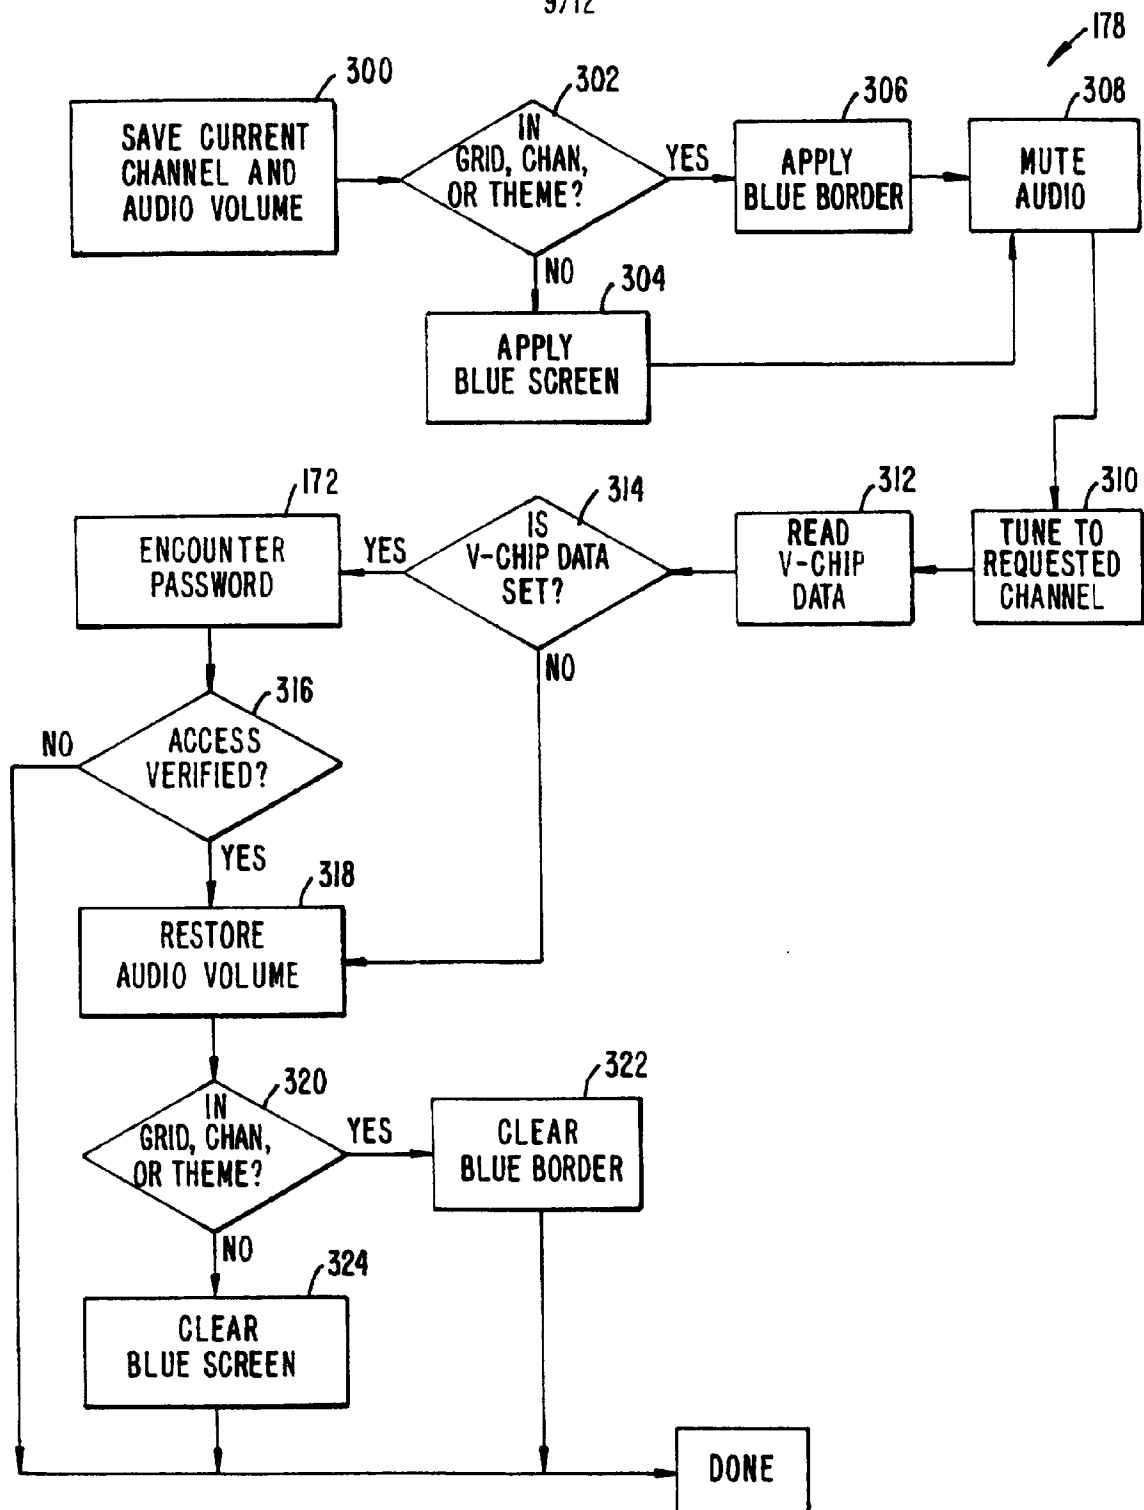 9/12
178
300
SAVE CURRENT
CHANNEL AND
AUDIO VOLUME
302
IN
GRID, CHAN,
OR THEME?
YES
306
APPLY
BLUE BORDER
308
MUTE
AUDIO
NO
304
APPLY
BLUE SCREEN
310
TUNE TO
REQUESTED
CHANNEL
312
READ
V-CHIP
DATA
314
IS
V-CHIP DATA
SET?
YES
NO
172
ENCOUNTER
PASSWORD
316
ACCESS
VERIFIED?
NO
YES
318
RESTORE
AUDIO VOLUME
320
IN
GRID, CHAN,
OR THEME?
YES
322
CLEAR
BLUE BORDER
NO
324
CLEAR
BLUE SCREEN
DONE